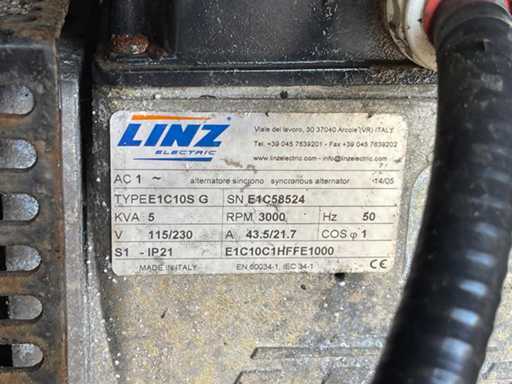 LINZ
ELECTRIC
Viale del lavoro, 30 37040 Arcole (VR) ITALY
Tel. +39 045 7639201 - Fax +39 045 7639202
www.linzelectric.com - info@linzelectric.com
AC 1 ~ alternatore sincrono syncronous alternator 14/05
TYPE E1C10S G SN E1C58524
KVA 5 RPM 3000 Hz 50
V 115/230 A 43.5/21.7 COS φ 1
S1 - IP21 E1C10C1HFFE1000
MADE IN ITALY EN 60034-1, IEC 34-1 CE